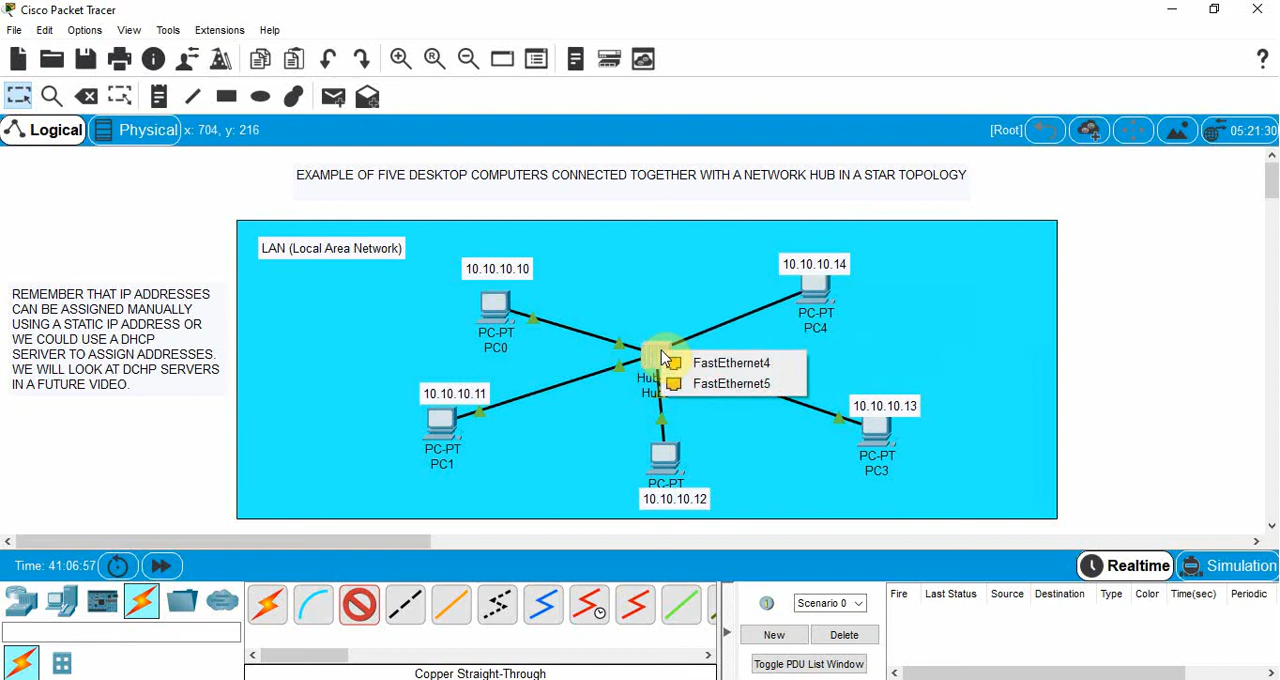 Cisco Packet Tracer
File Edit Options View Tools Extensions Help
Logical Physical x: 704, y: 216 [Root] 05:21:30
EXAMPLE OF FIVE DESKTOP COMPUTERS CONNECTED TOGETHER WITH A NETWORK HUB IN A STAR TOPOLOGY
LAN (Local Area Network)
REMEMBER THAT IP ADDRESSES
CAN BE ASSIGNED MANUALLY
USING A STATIC IP ADDRESS OR
WE COULD USE A DHCP
SERIVER TO ASSIGN ADDRESSES.
WE WILL LOOK AT DCHP SERVERS
IN A FUTURE VIDEO.
10.10.10.10
PC-PT
PC0
10.10.10.14
PC-PT
PC4
FastEthernet4
FastEthernet5
10.10.10.11
PC-PT
PC1
10.10.10.13
PC-PT
PC3
PC-PT
10.10.10.12
Time: 41:06:57 Realtime Simulation
Scenario 0
New Delete
Toggle PDU List Window
Fire Last Status Source Destination Type Color Time(sec) Periodic
Copper Straight-Through